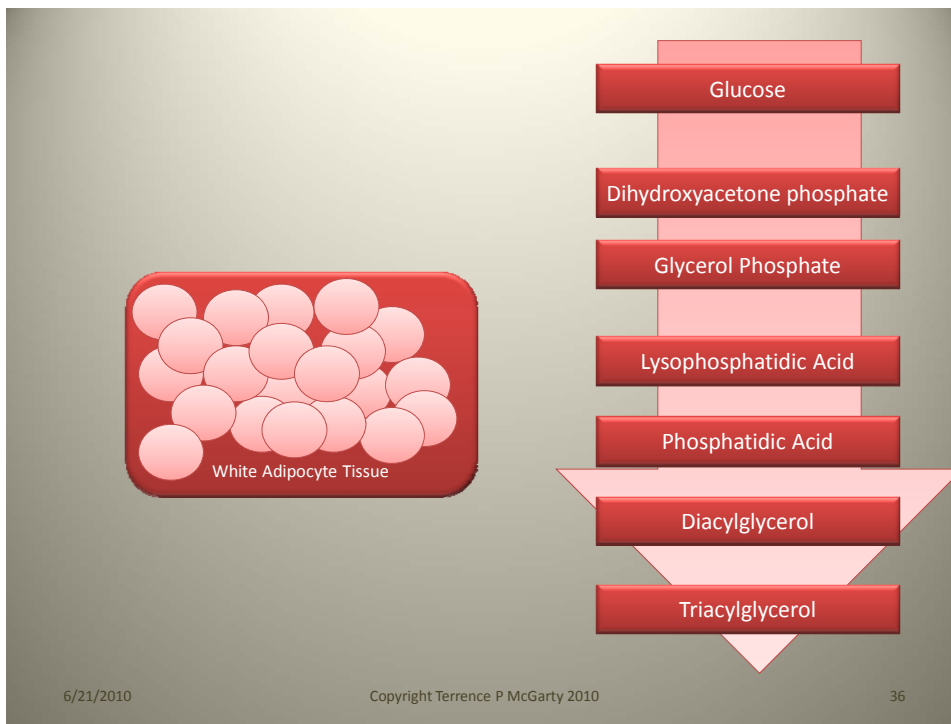 Glucose
Dihydroxyacetone phosphate
Glycerol Phosphate
Lysophosphatidic Acid
Phosphatidic Acid
White Adipocyte Tissue
Diacylglycerol
Triacylglycerol
6/21/2010
Copyright Terrence P McGarty 2010
36